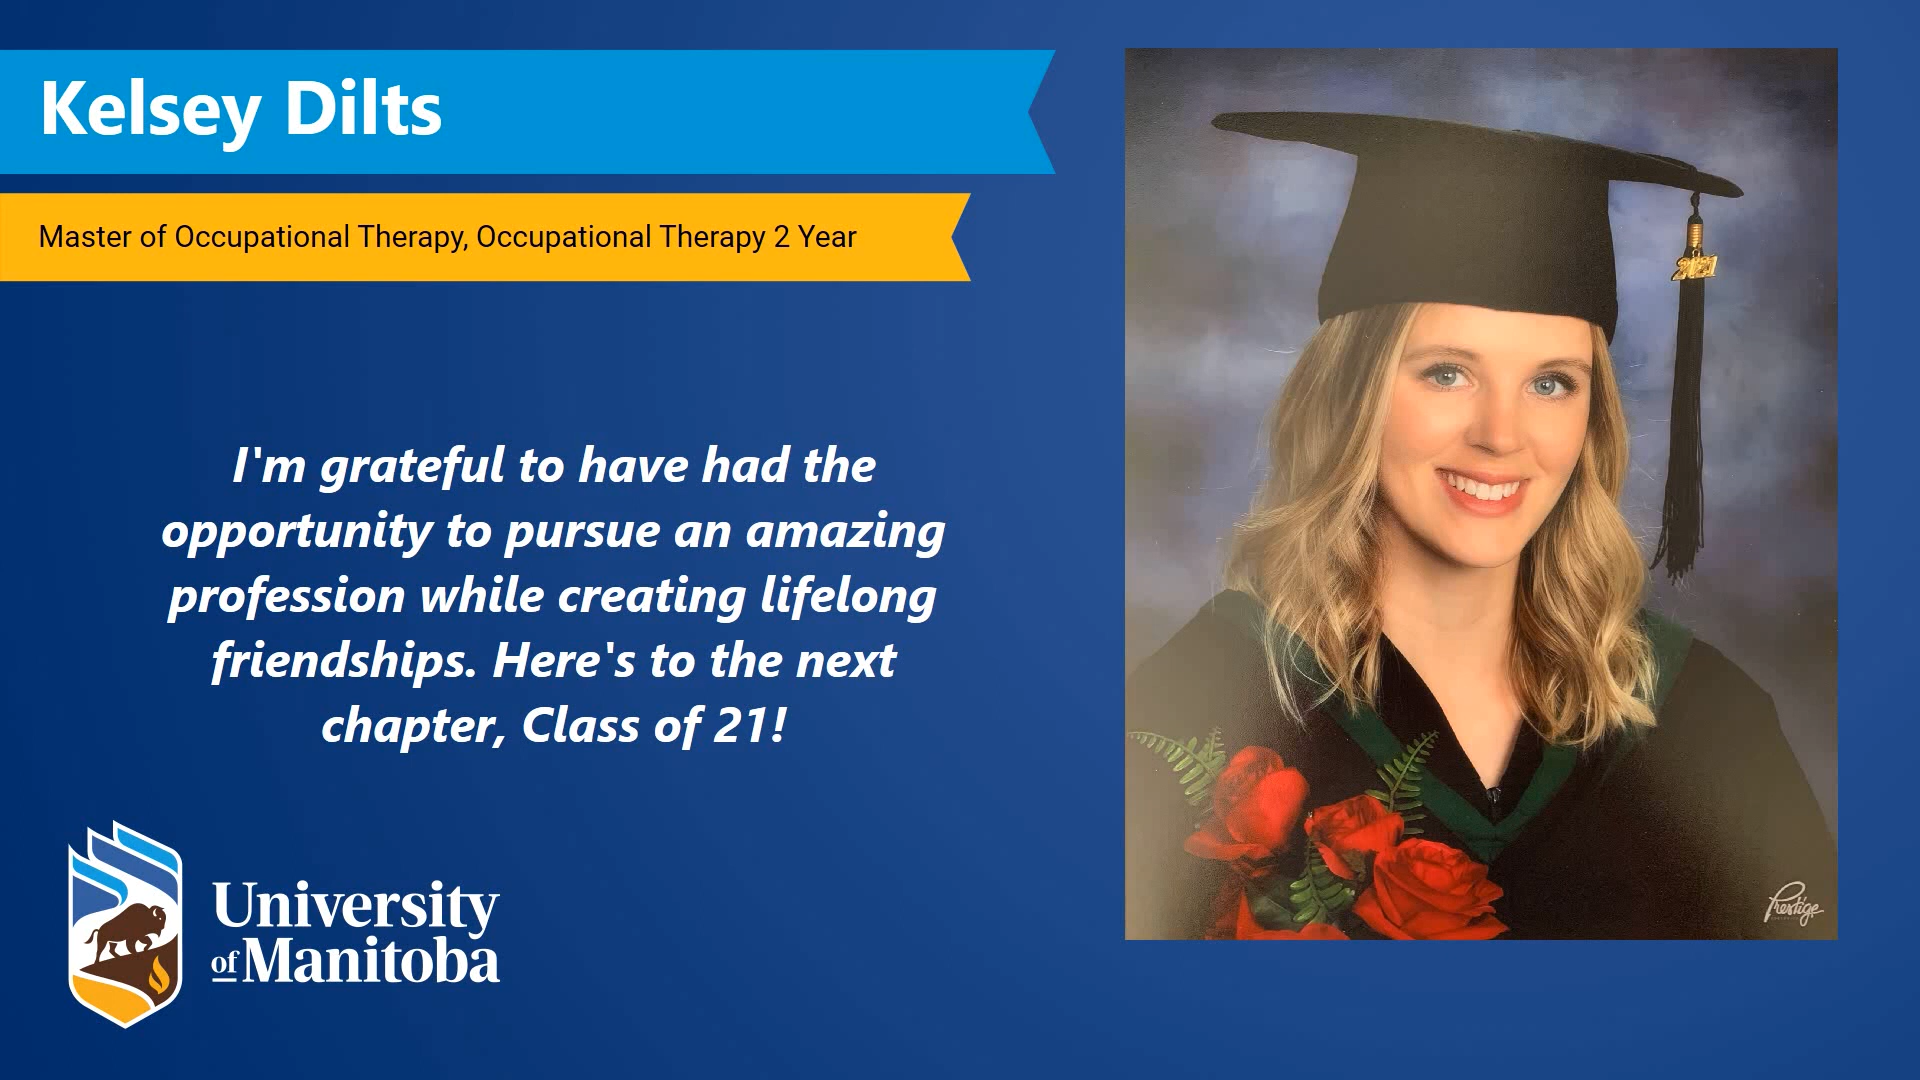 Kelsey Dilts
Master of Occupational Therapy, Occupational Therapy 2 Year
I'm grateful to have had the
opportunity to pursue an amazing
profession while creating lifelong
friendships. Here's to the next
chapter, Class of 21!
University
of Manitoba
2021
Prestige